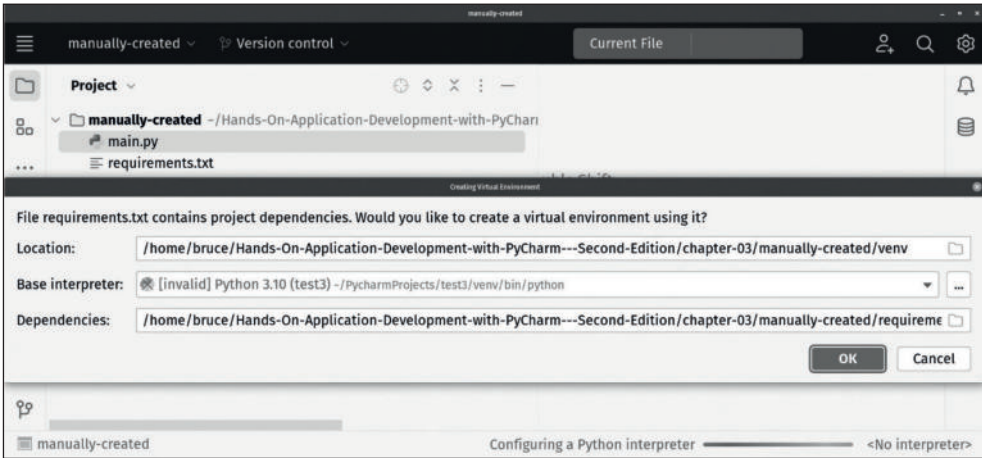 manually-created
manually-created
Version control
Current File
Project
manually-created ~/Hands-On-Application-Development-with-PyCharm
main.py
requirements.txt
Creating Virtual Environment
File requirements.txt contains project dependencies. Would you like to create a virtual environment using it?
Location: /home/bruce/Hands-On-Application-Development-with-PyCharm---Second-Edition/chapter-03/manually-created/venv
Base interpreter: [invalid] Python 3.10 (test3) ~/PycharmProjects/test3/venv/bin/python ...
Dependencies: /home/bruce/Hands-On-Application-Development-with-PyCharm---Second-Edition/chapter-03/manually-created/requireme
OK Cancel
manually-created
Configuring a Python interpreter
<No interpreter>